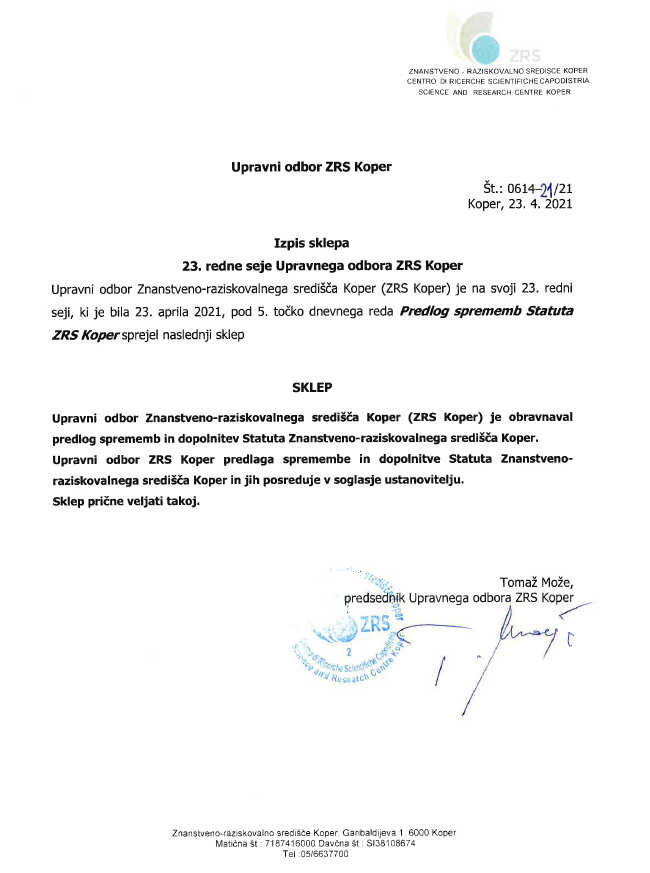 ZRS
ZNANSTVENO - RAZISKOVALNO SREDISCE KOPER
CENTRO DI RICERCHE SCIENTIFICHE CAPODISTRIA
SCIENCE AND RESEARCH CENTRE KOPER
Upravni odbor ZRS Koper
Št.: 0614-21/21
Koper, 23. 4. 2021
Izpis sklepa
23. redne seje Upravnega odbora ZRS Koper
Upravni odbor Znanstveno-raziskovalnega središča Koper (ZRS Koper) je na svoji 23. redni
seji, ki je bila 23. aprila 2021, pod 5. točko dnevnega reda Predlog sprememb Statuta
ZRS Koper sprejel naslednji sklep
SKLEP
Upravni odbor Znanstveno-raziskovalnega središča Koper (ZRS Koper) je obravnaval
predlog sprememb in dopolnitev Statuta Znanstveno-raziskovalnega središča Koper.
Upravni odbor ZRS Koper predlaga spremembe in dopolnitve Statuta Znanstveno-
raziskovalnega središča Koper in jih posreduje v soglasje ustanovitelju.
Sklep prične veljati takoj.
Tomaž Može,
predsednik Upravnega odbora ZRS Koper
središče Koper
ZRS
2
Ricerche Scientifiche Capodistria
Science and Research Centre Koper
Znanstveno-raziskovalno središče Koper, Garibaldijeva 1, 6000 Koper
Matična št.: 7187416000 Davčna št.: SI38108674
Tel.:05/6637700